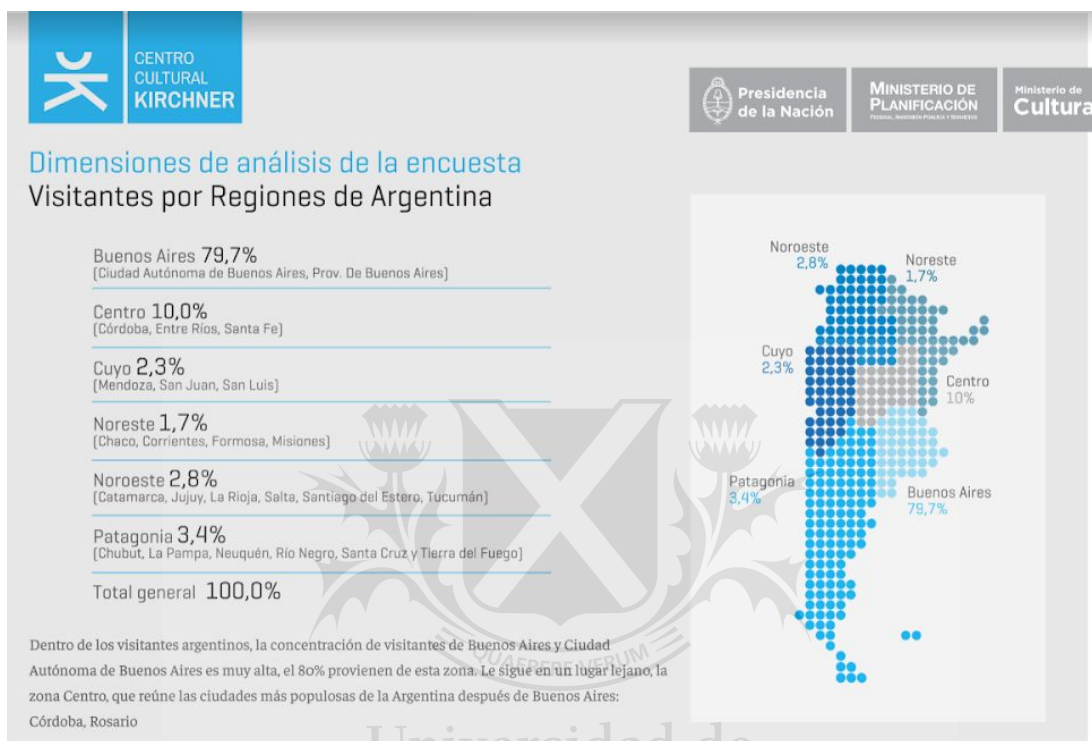 CENTRO
CULTURAL
KIRCHNER
Presidencia
de la Nación
MINISTERIO DE
PLANIFICACIÓN
FEDERAL, INVERSIÓN PÚBLICA Y SERVICIOS
Ministerio de
Cultura
Dimensiones de análisis de la encuesta
Visitantes por Regiones de Argentina
Buenos Aires 79,7%
(Ciudad Autónoma de Buenos Aires, Prov. De Buenos Aires)
Centro 10,0%
(Córdoba, Entre Ríos, Santa Fe)
Cuyo 2,3%
(Mendoza, San Juan, San Luis)
Noreste 1,7%
(Chaco, Corrientes, Formosa, Misiones)
Noroeste 2,8%
(Catamarca, Jujuy, La Rioja, Salta, Santiago del Estero, Tucumán)
Patagonia 3,4%
(Chubut, La Pampa, Neuquén, Río Negro, Santa Cruz y Tierra del Fuego)
Total general 100,0%
Noroeste
2,8%
Noreste
1,7%
Cuyo
2,3%
Centro
10%
Patagonia
3,4%
Buenos Aires
79,7%
Dentro de los visitantes argentinos, la concentración de visitantes de Buenos Aires y Ciudad
Autónoma de Buenos Aires es muy alta, el 80% provienen de esta zona. Le sigue en un lugar lejano, la
zona Centro, que reúne las ciudades más populosas de la Argentina después de Buenos Aires:
Córdoba, Rosario
QUAERERE VERUM
Universidad de